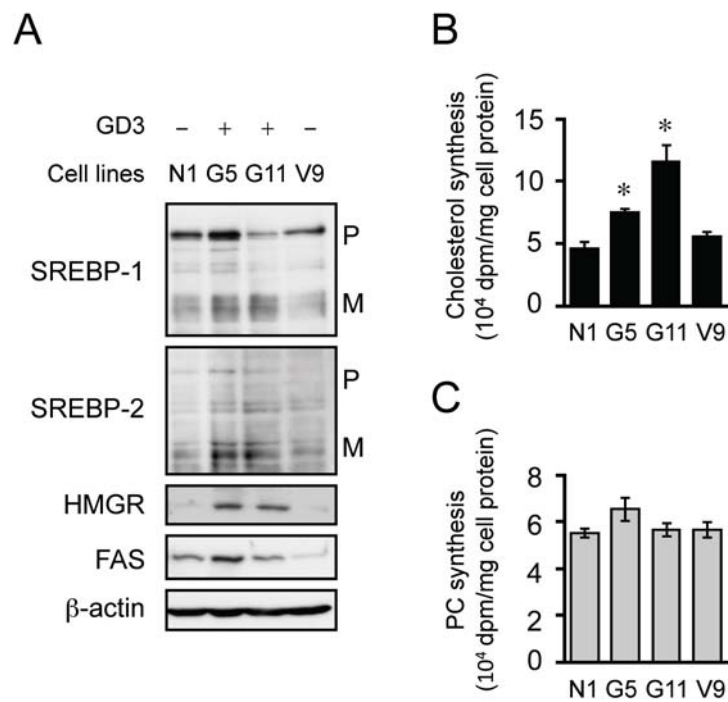 A
GD3 – + + –
Cell lines N1 G5 G11 V9
SREBP-1 P M
SREBP-2 P M
HMGR
FAS
β-actin
B
Cholesterol synthesis
(10⁴ dpm/mg cell protein)
15
10
5
0
* *
N1 G5 G11 V9
C
PC synthesis
(10⁴ dpm/mg cell protein)
8
6
4
2
0
N1 G5 G11 V9